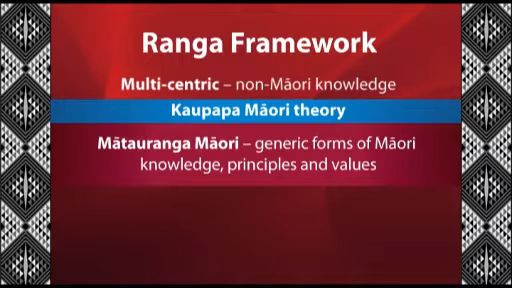 Ranga Framework
Multi-centric – non-Māori knowledge
Kaupapa Māori theory
Mātauranga Māori – generic forms of Māori
knowledge, principles and values